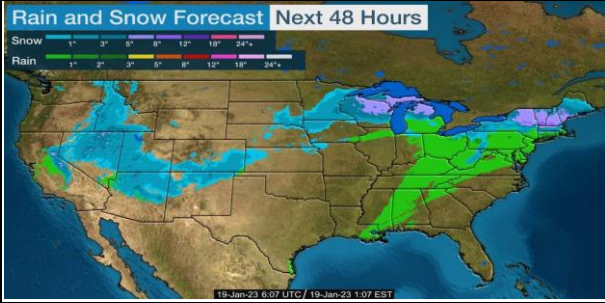 Rain and Snow Forecast Next 48 Hours
Snow 1" 3" 5" 8" 12" 18" 24"+
Rain 1" 2" 3" 5" 8" 12" 18" 24"+
19-Jan-23 6:07 UTC / 19-Jan-23 1:07 EST